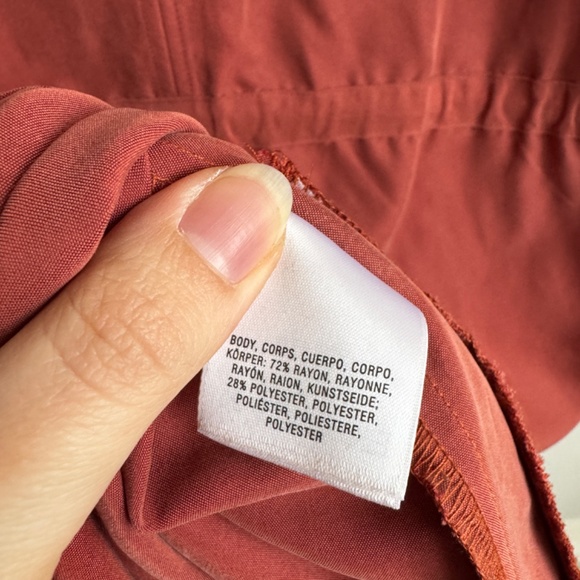 BODY, CORPS, CUERPO, CORPO,
KÖRPER: 72% RAYON, RAYONNE,
RAYÓN, RAION, KUNSTSEIDE;
28% POLYESTER, POLYESTER,
POLIÉSTER, POLIESTERE,
POLYESTER